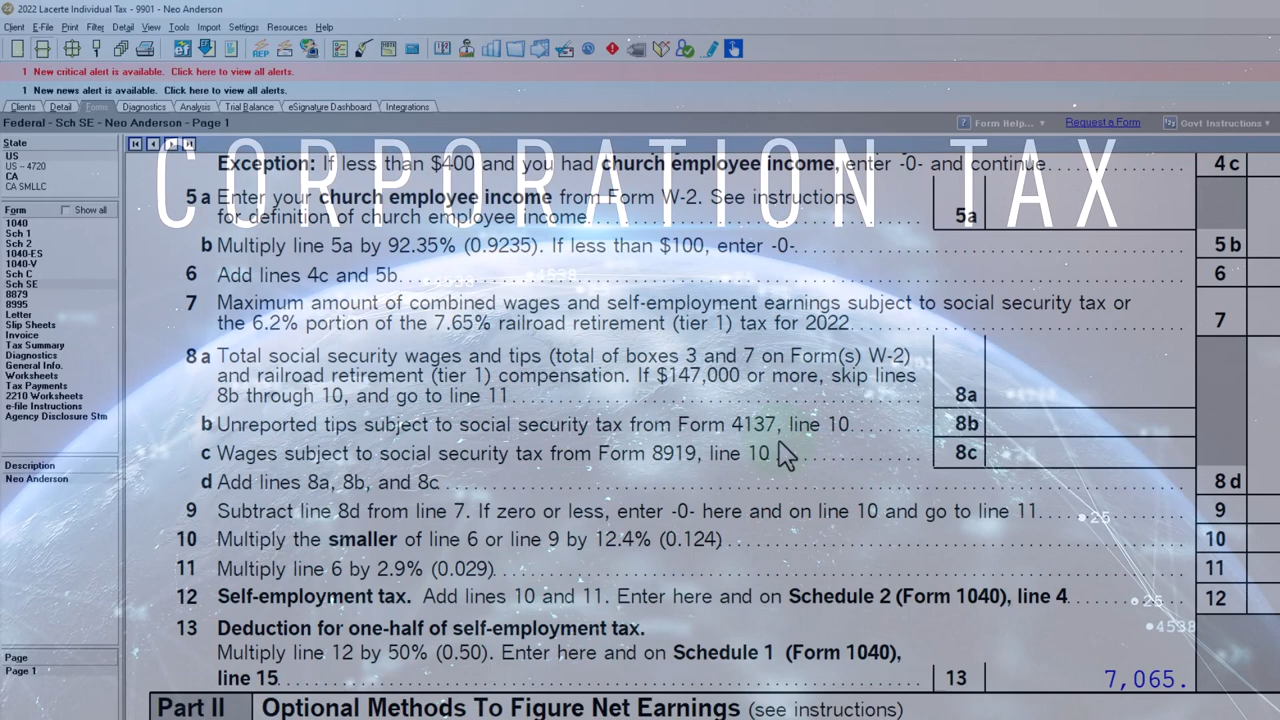 2022 Lacerte Individual Tax - 9901 - Neo Anderson
Client E-File Print Filter Detail View Tools Import Settings Resources Help
1 New critical alert is available. Click here to view all alerts.
1 New news alert is available. Click here to view all alerts.
Clients Detail Forms Diagnostics Analysis Trial Balance eSignature Dashboard Integrations
Federal - Sch SE - Neo Anderson - Page 1 Form Help... Request a Form Govt Instructions
CORPORATION TAX
State
US
US - 4720
CA
CA SMLLC
Form Show all
1040
Sch 1
Sch 2
1040-ES
1040-V
Sch C
Sch SE
8879
8995
Letter
Slip Sheets
Invoice
Tax Summary
Diagnostics
General Info.
Worksheets
Tax Payments
2210 Worksheets
e-file Instructions
Agency Disclosure Stm
Description
Neo Anderson
Page
Page 1
Exception: If less than $400 and you had church employee income, enter -0- and continue 4c
5a Enter your church employee income from Form W-2. See instructions
for definition of church employee income. 5a
b Multiply line 5a by 92.35% (0.9235). If less than $100, enter -0-. 5b
6 Add lines 4c and 5b. 6
7 Maximum amount of combined wages and self-employment earnings subject to social security tax or
the 6.2% portion of the 7.65% railroad retirement (tier 1) tax for 2022. 7
8a Total social security wages and tips (total of boxes 3 and 7 on Form(s) W-2)
and railroad retirement (tier 1) compensation. If $147,000 or more, skip lines
8b through 10, and go to line 11 8a
b Unreported tips subject to social security tax from Form 4137, line 10. 8b
c Wages subject to social security tax from Form 8919, line 10 8c
d Add lines 8a, 8b, and 8c 8d
9 Subtract line 8d from line 7. If zero or less, enter -0- here and on line 10 and go to line 11. 9
10 Multiply the smaller of line 6 or line 9 by 12.4% (0.124) 10
11 Multiply line 6 by 2.9% (0.029) 11
12 Self-employment tax. Add lines 10 and 11. Enter here and on Schedule 2 (Form 1040), line 4 12
13 Deduction for one-half of self-employment tax.
Multiply line 12 by 50% (0.50). Enter here and on Schedule 1 (Form 1040),
line 15 13 7,065.
Part II Optional Methods To Figure Net Earnings (see instructions)
25
25
4538